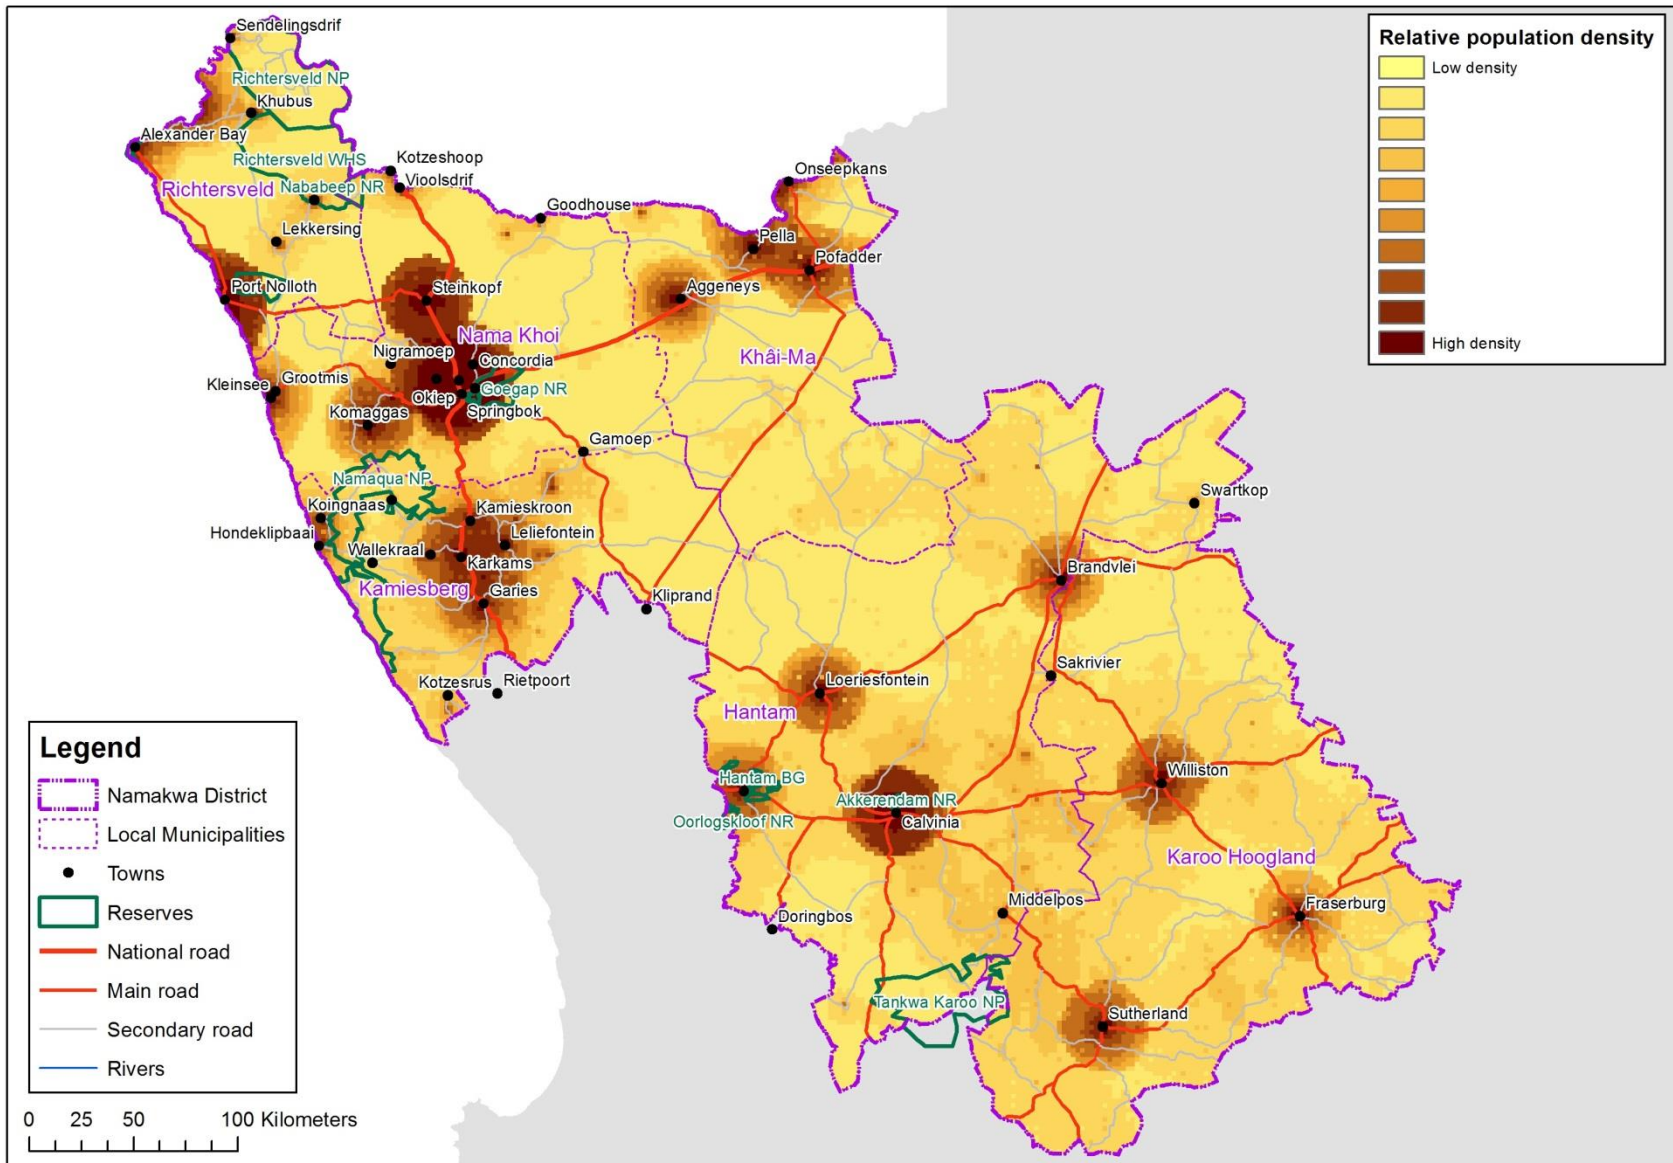 Sendelingsdrif
Richtersveld NP
Khubus
Alexander Bay
Richtersveld WHS
Kotzeshoop
Richtersveld
Nababeep NR
Vioolsdrif
Onseepkans
Goodhouse
Lekkersing
Pella
Pofadder
Port Nolloth
Steinkopf
Aggeneys
Nama Khoi
Nigramoep
Concordia
Khâi-Ma
Kleinsee
Grootmis
Okiep
Goegap NR
Komaggas
Springbok
Gamoep
Namaqua NP
Koingnaas
Kamieskroon
Swartkop
Hondeklipbaai
Leliefontein
Wallekraal
Karkams
Brandvlei
Kamiesberg
Garies
Kliprand
Kotzesrus
Rietpoort
Loeriesfontein
Sakrivier
Hantam
Hantam BG
Williston
Oorlogskloof NR
Akkerendam NR
Calvinia
Karoo Hoogland
Doringbos
Middelpos
Fraserburg
Tankwa Karoo NP
Sutherland
Relative population density
Low density
High density
Legend
Namakwa District
Local Municipalities
Towns
Reserves
National road
Main road
Secondary road
Rivers
0 25 50 100 Kilometers